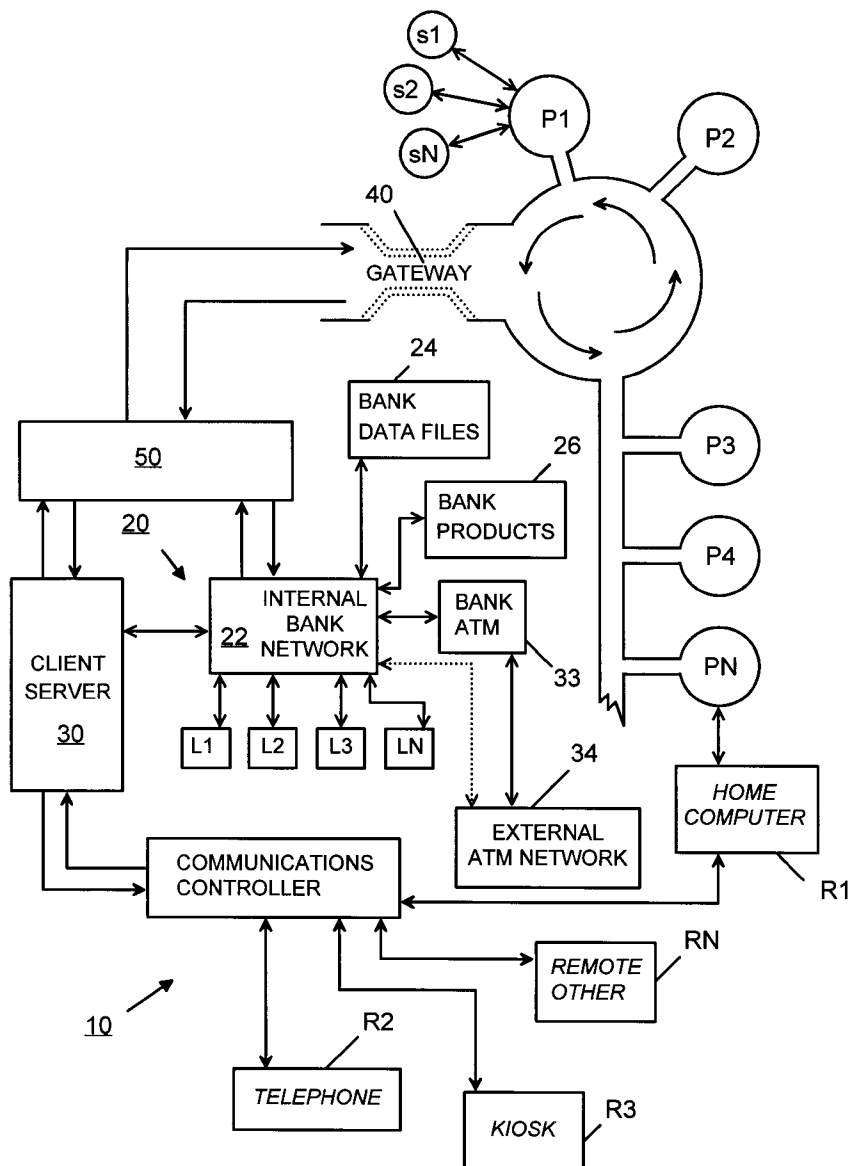 s1
s2
sN
P1
P2
40
GATEWAY
24
BANK
DATA FILES
50
20
26
BANK
PRODUCTS
P3
P4
PN
CLIENT
SERVER
30
22
INTERNAL
BANK
NETWORK
BANK
ATM
33
L1
L2
L3
LN
34
EXTERNAL
ATM NETWORK
HOME
COMPUTER
R1
COMMUNICATIONS
CONTROLLER
RN
REMOTE
OTHER
10
R2
TELEPHONE
R3
KIOSK